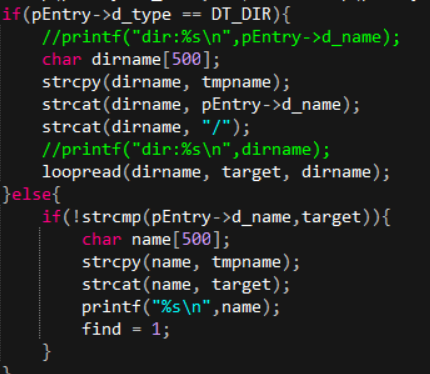 if(pEntry->d_type == DT_DIR){
    //printf("dir:%s\n",pEntry->d_name);
    char dirname[500];
    strcpy(dirname, tmpname);
    strcat(dirname, pEntry->d_name);
    strcat(dirname, "/");
    //printf("dir:%s\n",dirname);
    loopread(dirname, target, dirname);
}else{
    if(!strcmp(pEntry->d_name,target)){
        char name[500];
        strcpy(name, tmpname);
        strcat(name, target);
        printf("%s\n",name);
        find = 1;
    }
}